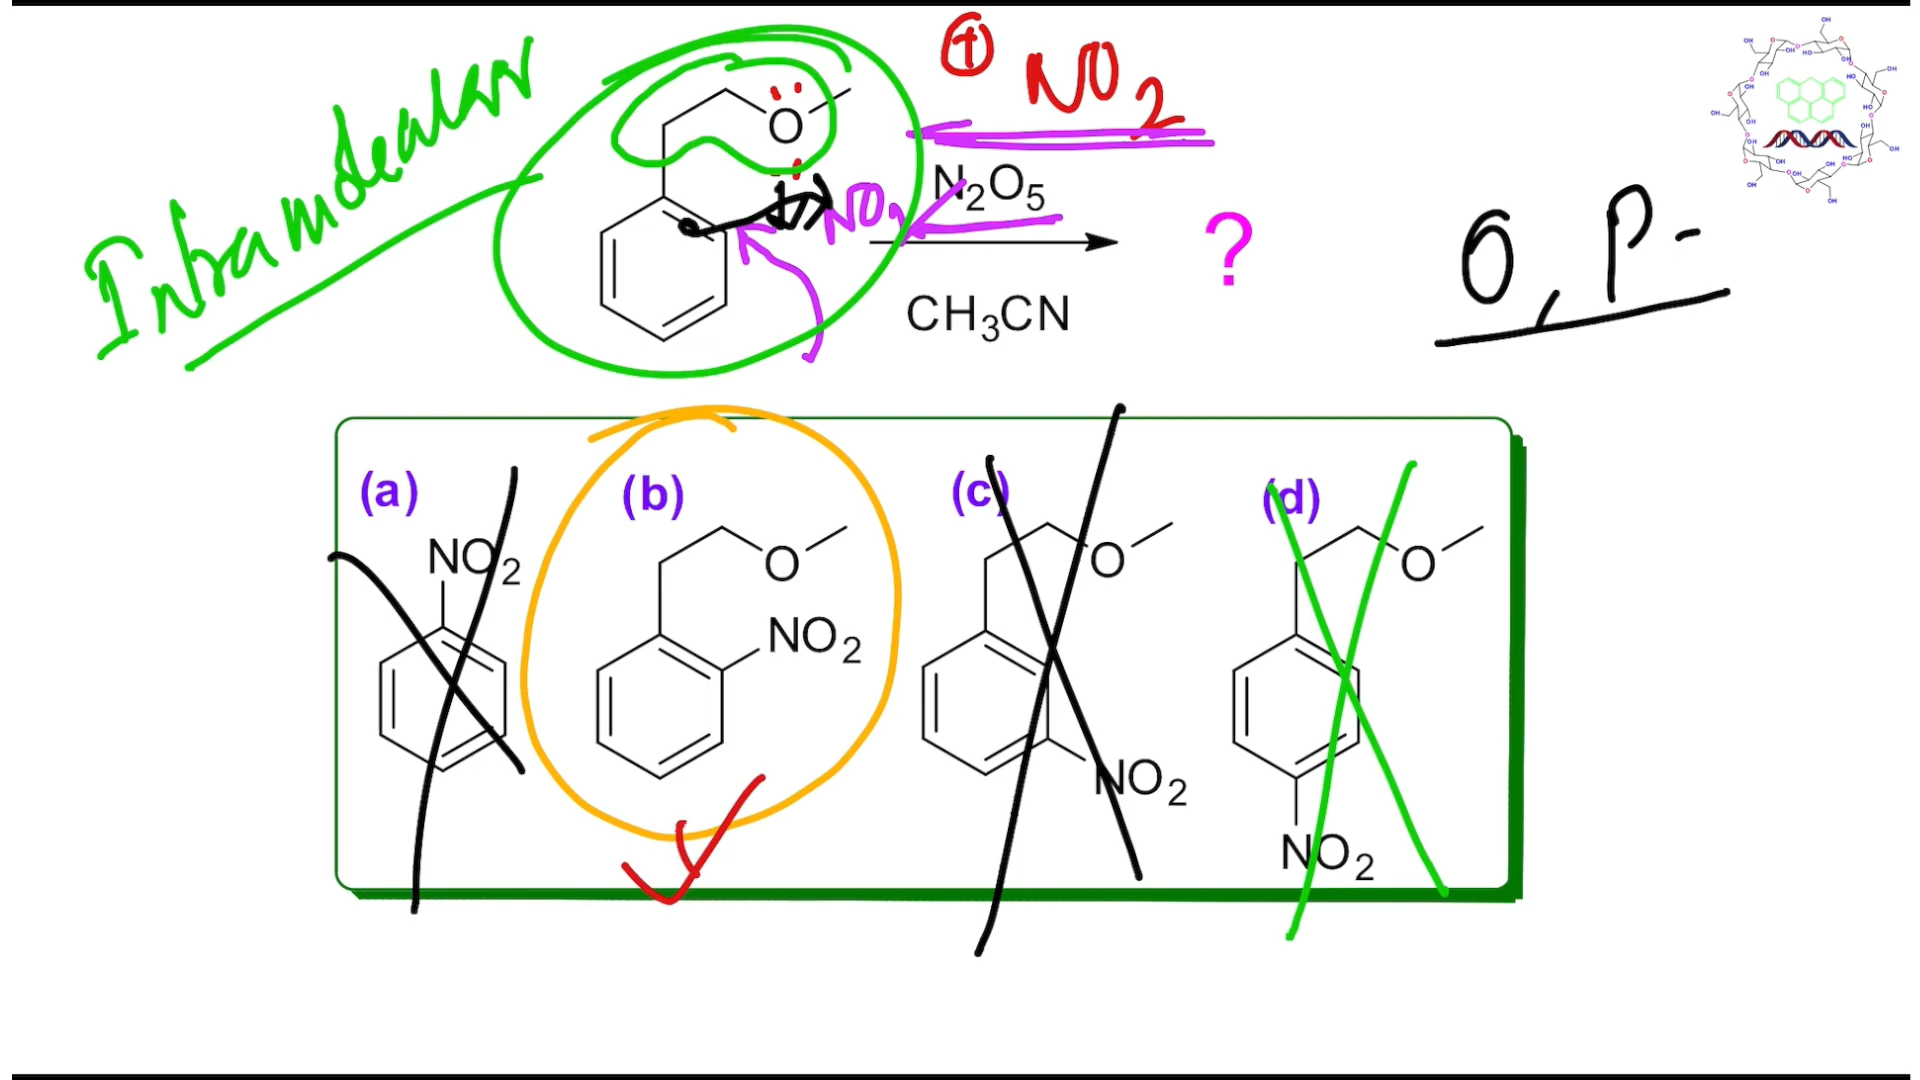 Intramolecular
⊕ NO2
O
N2O5
NO2
CH3CN
?
O, P-
(a)
NO2
(b)
O
NO2
(c)
O
NO2
(d)
O
NO2